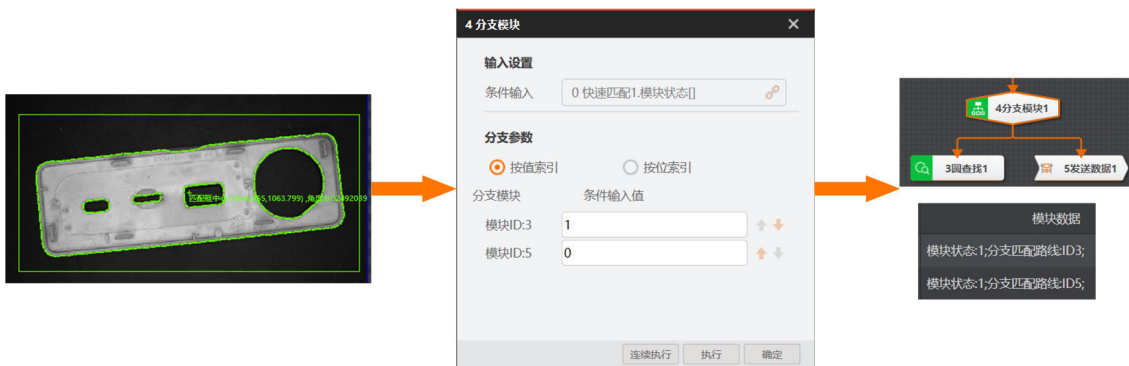 4 分支模块
输入设置
条件输入
0 快速匹配1.模块状态[]
分支参数
按值索引
按位索引
分支模块
条件输入值
模块ID:3
1
模块ID:5
0
连续执行
执行
确定
4分支模块1
3圆查找1
5发送数据1
模块数据
模块状态:1;分支匹配路线:ID3;
模块状态:1;分支匹配路线:ID5;